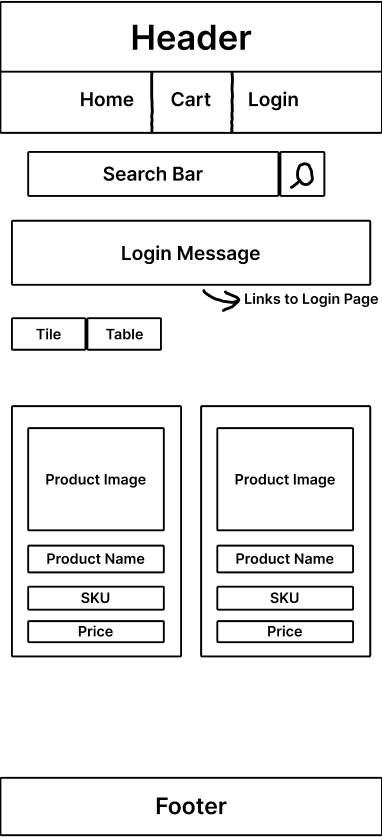 Header
Home Cart Login
Search Bar
Login Message
Links to Login Page
Tile Table
Product Image Product Image
Product Name Product Name
SKU SKU
Price Price
Footer